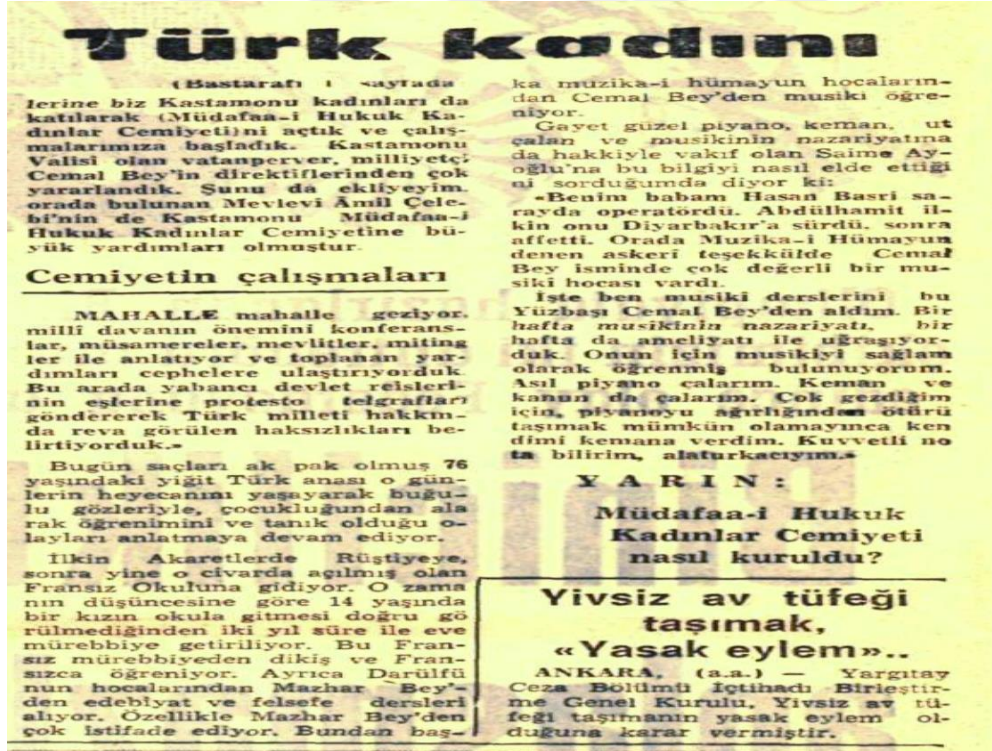 Türk kadını
(Bastarafı 1 sayfada
lerine biz Kastamonu kadınları da
katılarak (Müdafaa-i Hukuk Ka-
dınlar Cemiyeti)ni açtık ve çalış-
malarımıza başladık. Kastamonu
Valisi olan vatanperver, milliyetçi
Cemal Bey'in direktiflerinden çok
yararlandık. Şunu da ekliyeyim.
orada bulunan Mevlevi Âmil Çele-
bi'nin de Kastamonu Müdafaa-i
Hukuk Kadınlar Cemiyetine bü-
yük yardımları olmuştur.
Cemiyetin çalışmaları
MAHALLE mahalle geziyor,
millî davanın önemini konferans-
lar, müsamereler, mevlitler, miting
ler ile anlatıyor ve toplanan yar-
dımları cephelere ulaştırıyorduk
Bu arada yabancı devlet reisleri-
nin eşlerine protesto telgrafları
göndererek Türk milleti hakkın-
da reva görülen haksızlıkları be-
lirtiyorduk.»
Bugün saçları ak pak olmuş 76
yaşındaki yiğit Türk anası o gün-
lerin heyecanını yaşayarak buğu-
lu gözleriyle, çocukluğundan ala
rak öğrenimini ve tanık olduğu o-
layları anlatmaya devam ediyor.
İlkin Akaretlerde Rüştiyeye,
sonra yine o civarda açılmış olan
Fransız Okuluna gidiyor. O zama
nın düşüncesine göre 14 yaşında
bir kızın okula gitmesi doğru gö
rülmediğinden iki yıl süre ile eve
mürebbiye getiriliyor. Bu Fran-
sız mürebbiyeden dikiş ve Fran-
sızca öğreniyor. Ayrıca Darülfü
nun hocalarından Mazhar Bey'-
den edebiyat ve felsefe dersleri
alıyor. Özellikle Mazhar Bey'den
çok istifade ediyor. Bundan baş-
ka muzika-i hümayun hocaların-
dan Cemal Bey'den musiki öğre-
niyor.
Gayet güzel piyano, keman, ut
çalan ve musikinin nazariyatına
da hakkiyle vakıf olan Saime Ay-
oğlu'na bu bilgiyi nasıl elde ettiği
ni sorduğumda diyor ki:
«Benim babam Hasan Basri sa-
rayda operatördü. Abdülhamit il-
kin onu Diyarbakır'a sürdü, sonra
affetti. Orada Muzika-i Hümayun
denen askeri teşekkülde Cemal
Bey isminde çok değerli bir mu-
siki hocası vardı.
İşte ben musiki derslerini bu
Yüzbaşı Cemal Bey'den aldım. Bir
hafta musikinin nazariyatı, bir
hafta da ameliyatı ile uğraşıyor-
duk. Onun için musikiyi sağlam
olarak öğrenmiş bulunuyorum.
Asıl piyano çalarım. Keman ve
kanun da çalarım. Çok gezdiğim
için, piyanoyu ağırlığından ötürü
taşımak mümkün olamayınca ken
dimi kemana verdim. Kuvvetli no
ta bilirim, alaturkacıyım.»
YARIN:
Müdafaa-i Hukuk
Kadınlar Cemiyeti
nasıl kuruldu?
Yivsiz av tüfeği
taşımak,
«Yasak eylem»..
ANKARA, (a.a.) — Yargıtay
Ceza Bölümü İçtihadı Birleştir-
me Genel Kurulu, Yivsiz av tü-
feği taşımanın yasak eylem ol-
duğuna karar vermiştir.